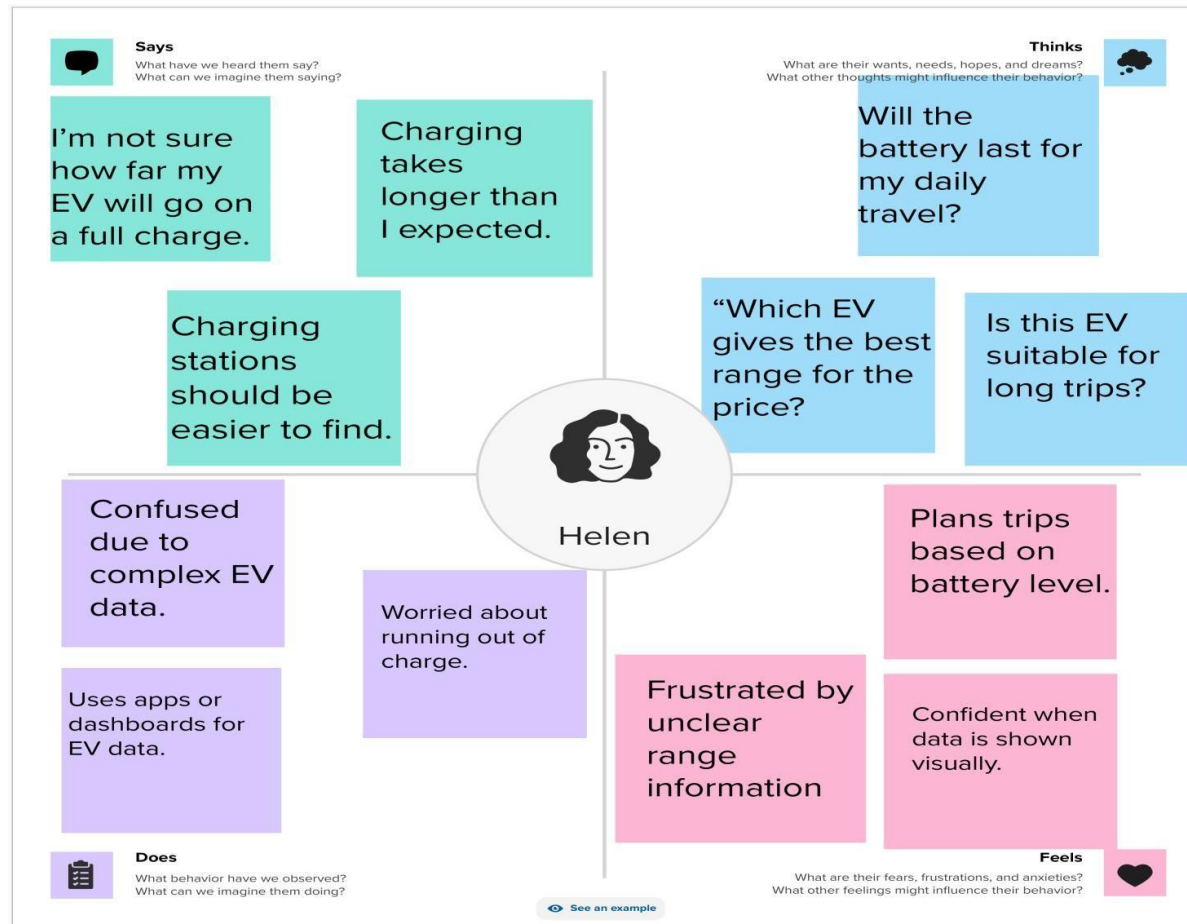 Says
What have we heard them say?
What can we imagine them saying?
I'm not sure
how far my
EV will go on
a full charge.
Charging
takes
longer than
I expected.
Charging
stations
should be
easier to find.
Thinks
What are their wants, needs, hopes, and dreams?
What other thoughts might influence their behavior?
Will the
battery last for
my daily
travel?
“Which EV
gives the best
range for the
price?
Is this EV
suitable for
long trips?
Helen
Confused
due to
complex EV
data.
Worried about
running out of
charge.
Uses apps or
dashboards for
EV data.
Does
What behavior have we observed?
What can we imagine them doing?
Plans trips
based on
battery level.
Frustrated by
unclear
range
information
Confident when
data is shown
visually.
Feels
What are their fears, frustrations, and anxieties?
What other feelings might influence their behavior?
See an example